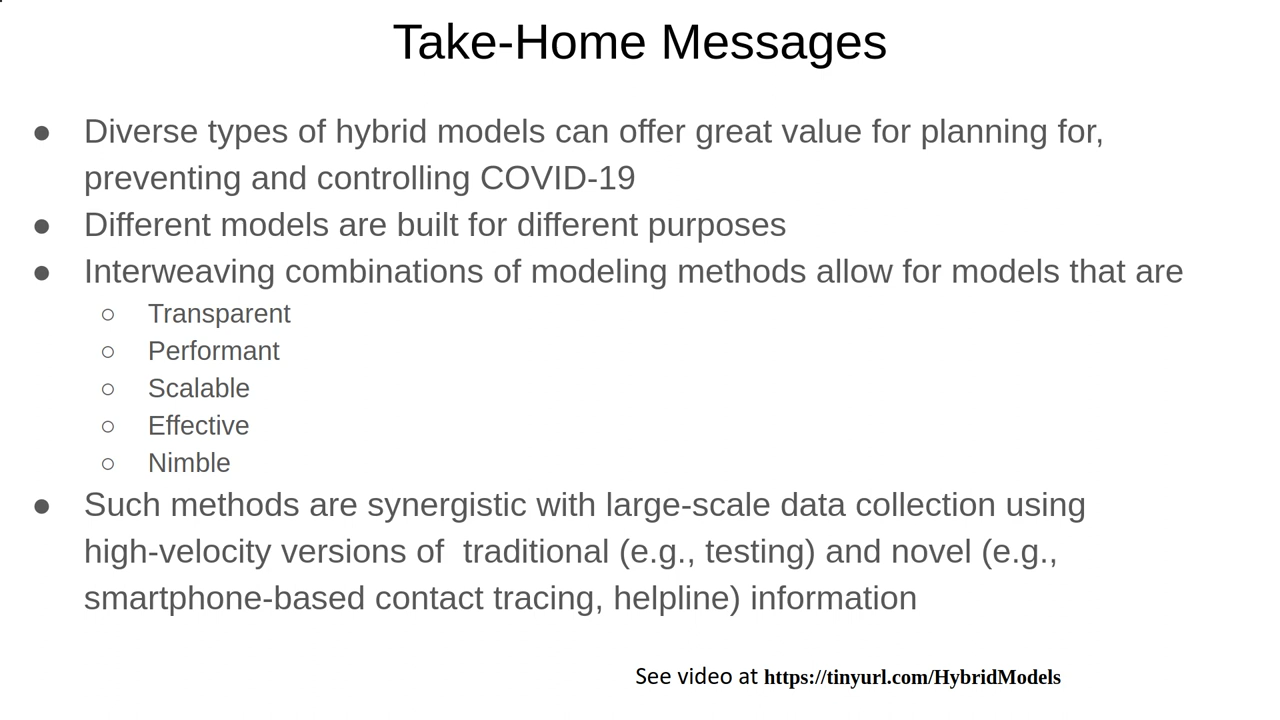 Take-Home Messages
● Diverse types of hybrid models can offer great value for planning for,
preventing and controlling COVID-19
● Different models are built for different purposes
● Interweaving combinations of modeling methods allow for models that are
○ Transparent
○ Performant
○ Scalable
○ Effective
○ Nimble
● Such methods are synergistic with large-scale data collection using
high-velocity versions of  traditional (e.g., testing) and novel (e.g.,
smartphone-based contact tracing, helpline) information
See video at https://tinyurl.com/HybridModels